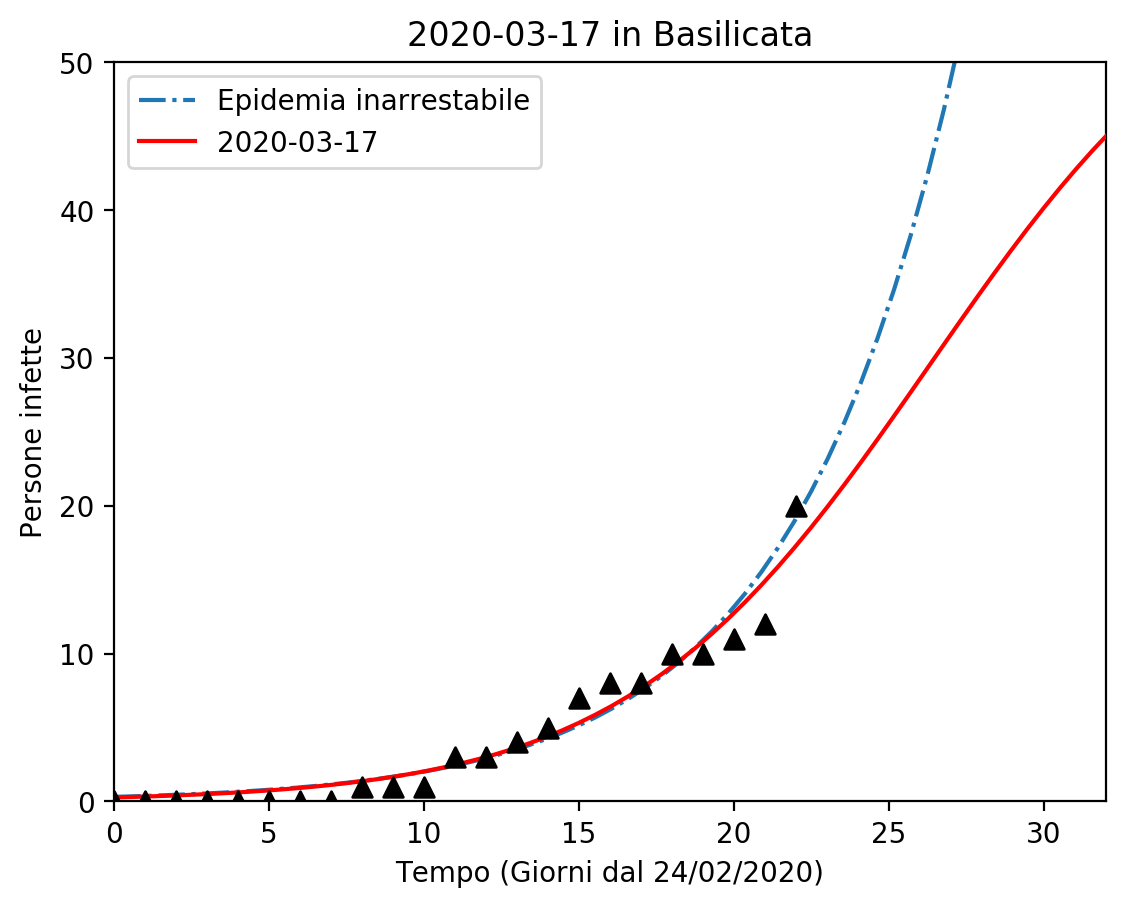 2020-03-17 in Basilicata
Epidemia inarrestabile
2020-03-17
Persone infette
50
40
30
20
10
0
0 5 10 15 20 25 30
Tempo (Giorni dal 24/02/2020)